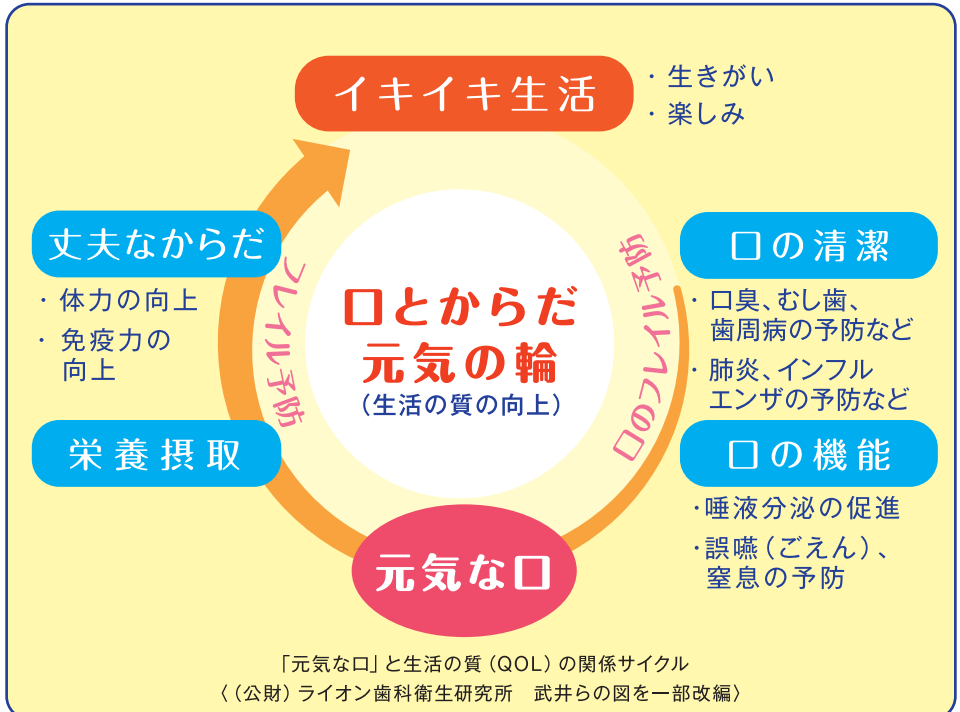 イキイキ生活
・生きがい
・楽しみ
丈夫なからだ
・体力の向上
・免疫力の
向上
栄養摂取
フレイル予防
口とからだ
元気の輪
（生活の質の向上）
口のフレイル予防
口の清潔
・口臭、むし歯、
歯周病の予防など
・肺炎、インフル
エンザの予防など
口の機能
・唾液分泌の促進
・誤嚥（ごえん）、
窒息の予防
元気な口
「元気な口」と生活の質（QOL）の関係サイクル
〈（公財）ライオン歯科衛生研究所　武井らの図を一部改編〉